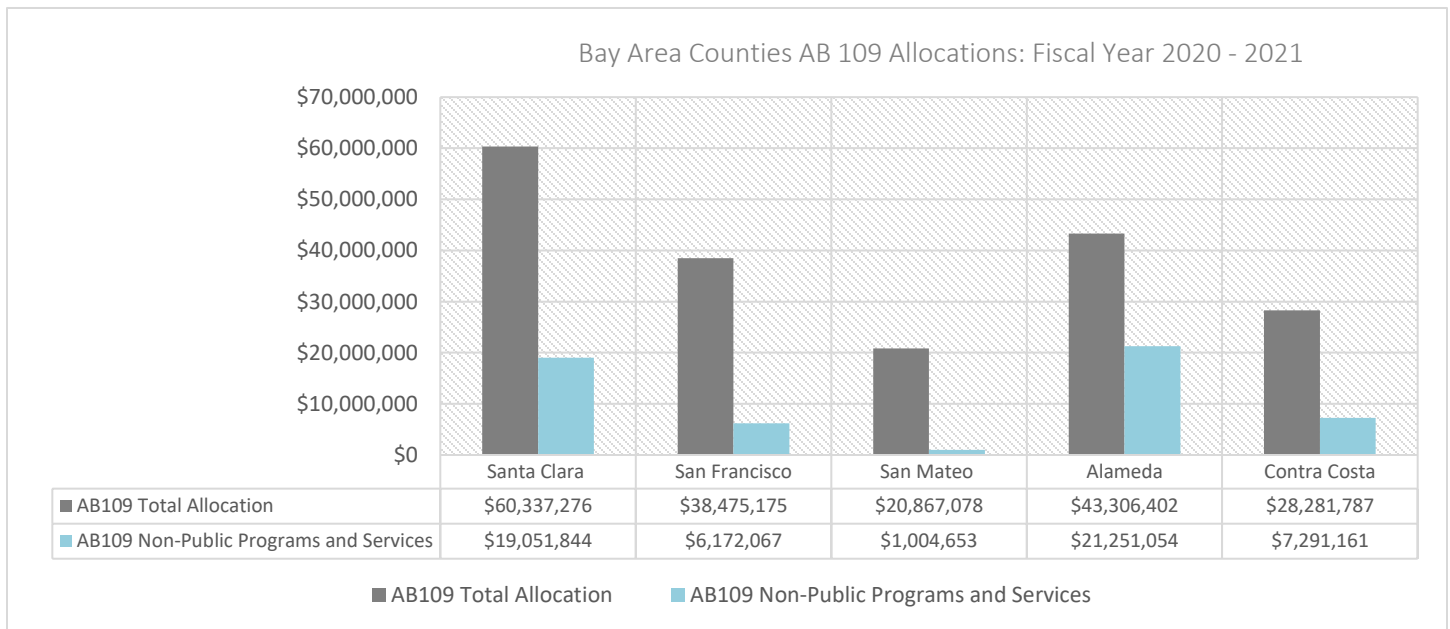 Bay Area Counties AB 109 Allocations: Fiscal Year 2020 - 2021
$70,000,000
$60,000,000
$50,000,000
$40,000,000
$30,000,000
$20,000,000
$10,000,000
$0
Santa Clara San Francisco San Mateo Alameda Contra Costa
AB109 Total Allocation $60,337,276 $38,475,175 $20,867,078 $43,306,402 $28,281,787
AB109 Non-Public Programs and Services $19,051,844 $6,172,067 $1,004,653 $21,251,054 $7,291,161
AB109 Total Allocation AB109 Non-Public Programs and Services